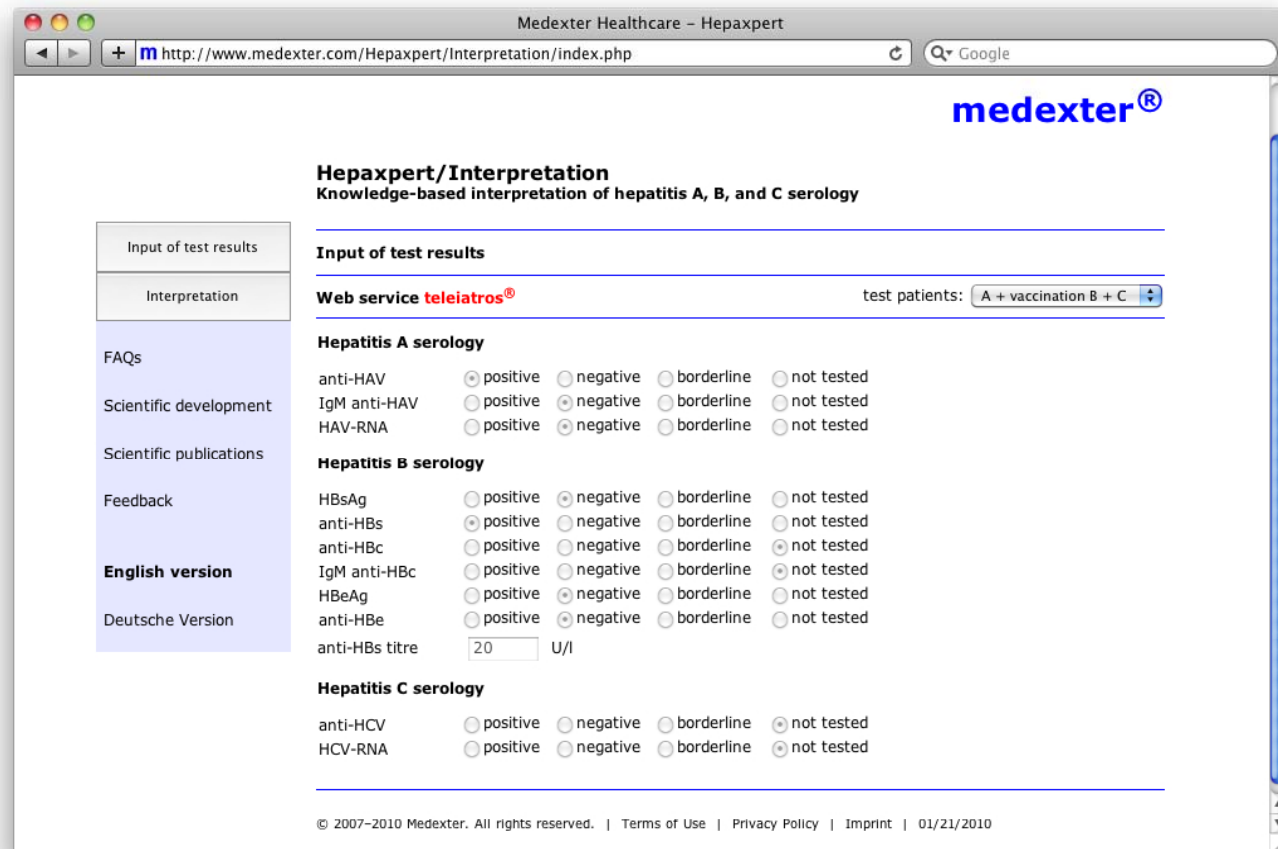 Medexter Healthcare – Hepaxpert
+ m http://www.medexter.com/Hepaxpert/Interpretation/index.php Google
medexter®
Hepaxpert/Interpretation
Knowledge-based interpretation of hepatitis A, B, and C serology
Input of test results
Interpretation
FAQs
Scientific development
Scientific publications
Feedback
English version
Deutsche Version
Input of test results
Web service teleiatros® test patients: A + vaccination B + C
Hepatitis A serology
anti-HAV positive negative borderline not tested
IgM anti-HAV positive negative borderline not tested
HAV-RNA positive negative borderline not tested
Hepatitis B serology
HBsAg positive negative borderline not tested
anti-HBs positive negative borderline not tested
anti-HBc positive negative borderline not tested
IgM anti-HBc positive negative borderline not tested
HBeAg positive negative borderline not tested
anti-HBe positive negative borderline not tested
anti-HBs titre 20 U/l
Hepatitis C serology
anti-HCV positive negative borderline not tested
HCV-RNA positive negative borderline not tested
© 2007–2010 Medexter. All rights reserved. | Terms of Use | Privacy Policy | Imprint | 01/21/2010